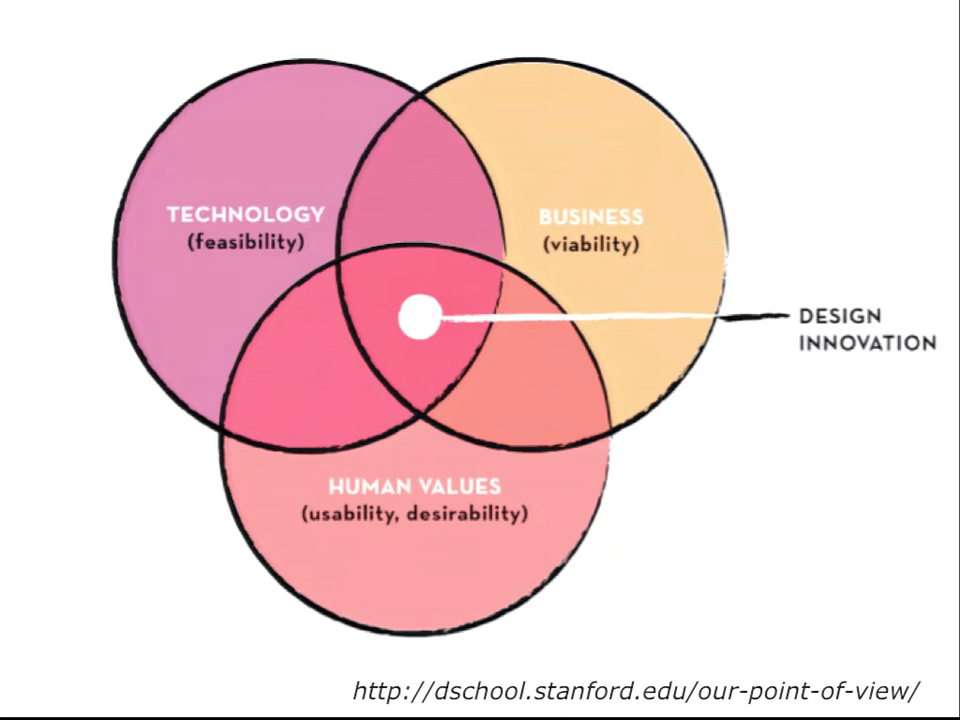 TECHNOLOGY
(feasibility)
BUSINESS
(viability)
DESIGN
INNOVATION
HUMAN VALUES
(usability, desirability)
http://dschool.stanford.edu/our-point-of-view/